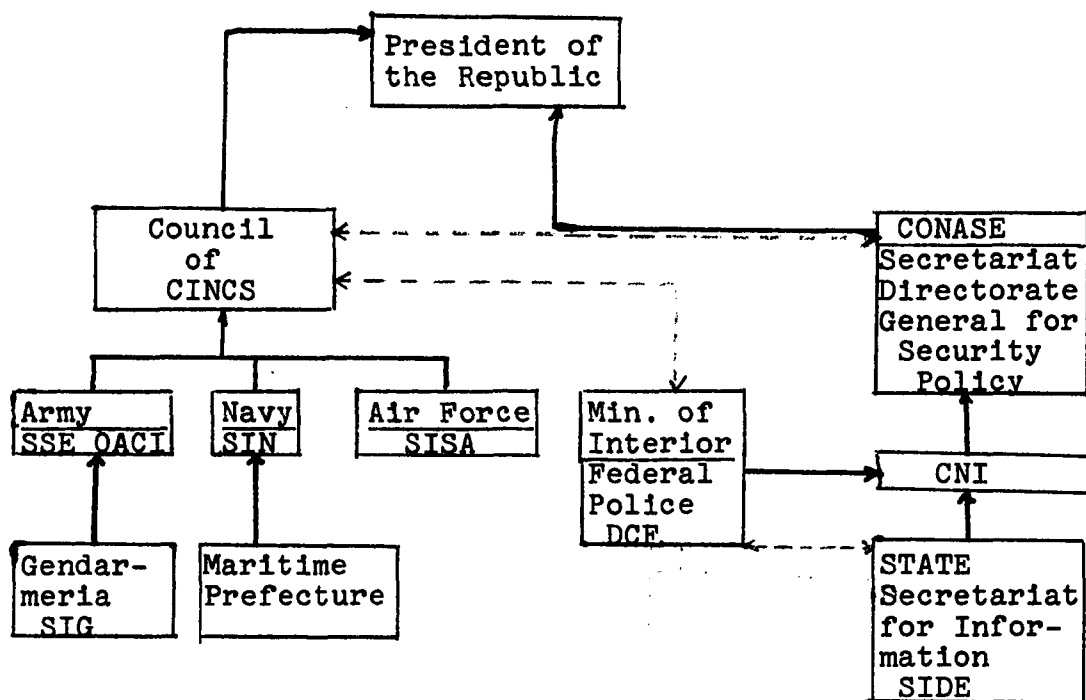 President of
the Republic
Council
of
CINCS
CONASE
Secretariat
Directorate
General for
Security
Policy
Army
SSE OACI
Navy
SIN
Air Force
SISA
Min. of
Interior
Federal
Police
DCF
CNI
Gendar-
meria
SIG
Maritime
Prefecture
STATE
Secretariat
for Infor-
mation
SIDE